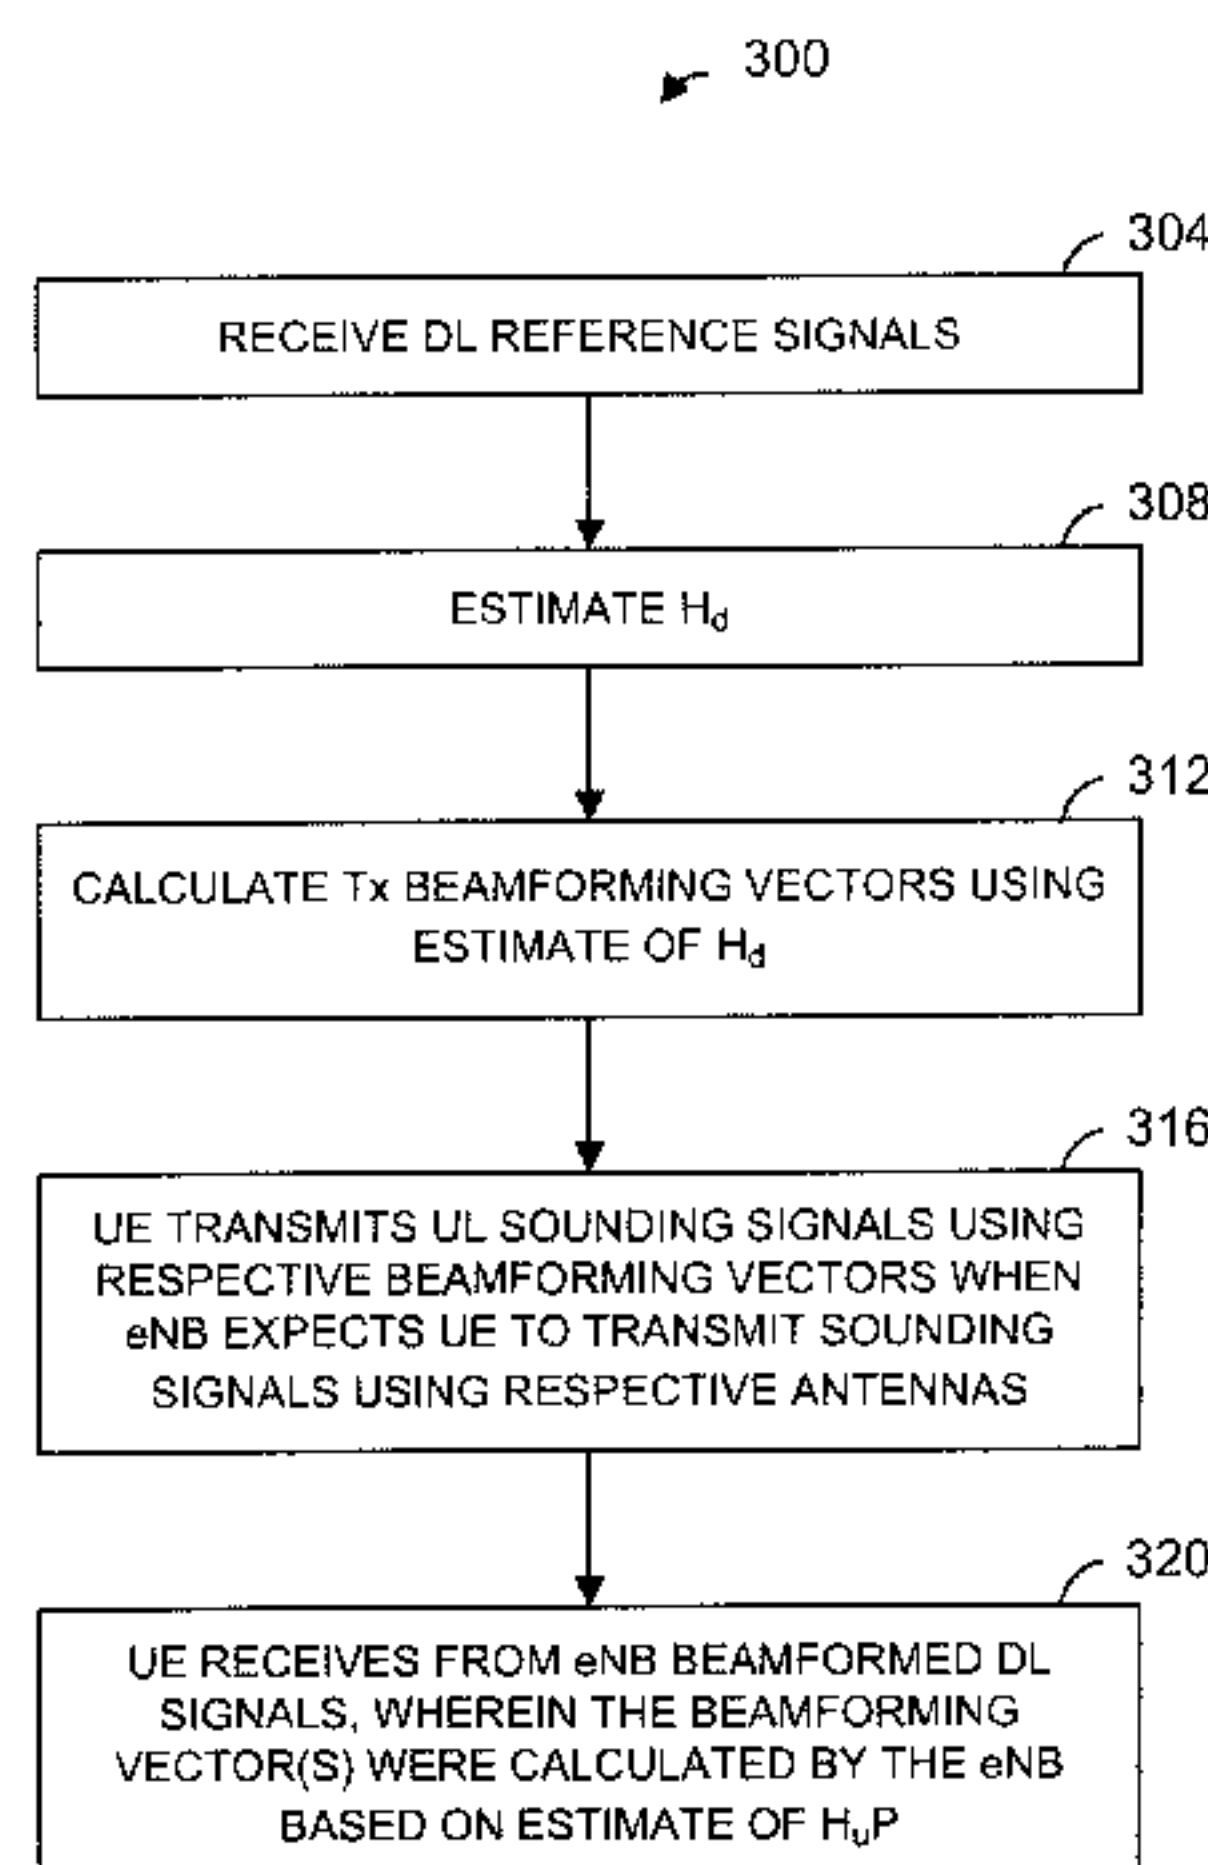 300
304
RECEIVE DL REFERENCE SIGNALS
308
ESTIMATE Hd
312
CALCULATE Tx BEAMFORMING VECTORS USING
ESTIMATE OF Hd
316
UE TRANSMITS UL SOUNDING SIGNALS USING
RESPECTIVE BEAMFORMING VECTORS WHEN
eNB EXPECTS UE TO TRANSMIT SOUNDING
SIGNALS USING RESPECTIVE ANTENNAS
320
UE RECEIVES FROM eNB BEAMFORMED DL
SIGNALS, WHEREIN THE BEAMFORMING
VECTOR(S) WERE CALCULATED BY THE eNB
BASED ON ESTIMATE OF HuP